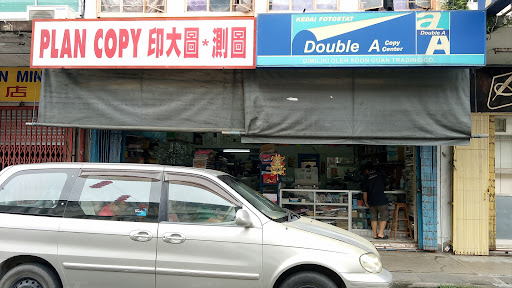 PLAN COPY 印大圖*測圖
KEDAI FOTOSTAT
Double A Copy
Center
DIMILIKI OLEH SOON GUAN TRADING CO.
a
A
Double A
N MIN
店